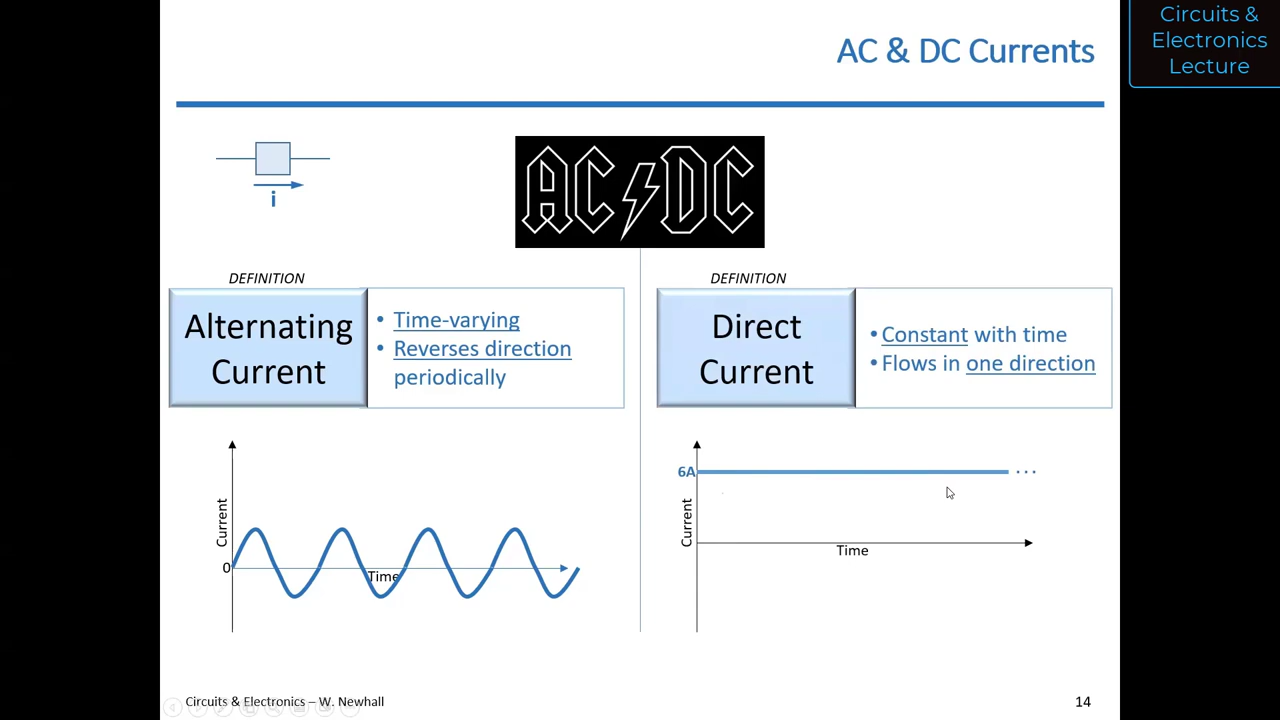 Circuits &
Electronics
Lecture
AC & DC Currents
i
AC DC
DEFINITION
Alternating
Current
• Time-varying
• Reverses direction
periodically
DEFINITION
Direct
Current
• Constant with time
• Flows in one direction
Current
0
Time
6A
...
Current
Time
Circuits & Electronics – W. Newhall
14